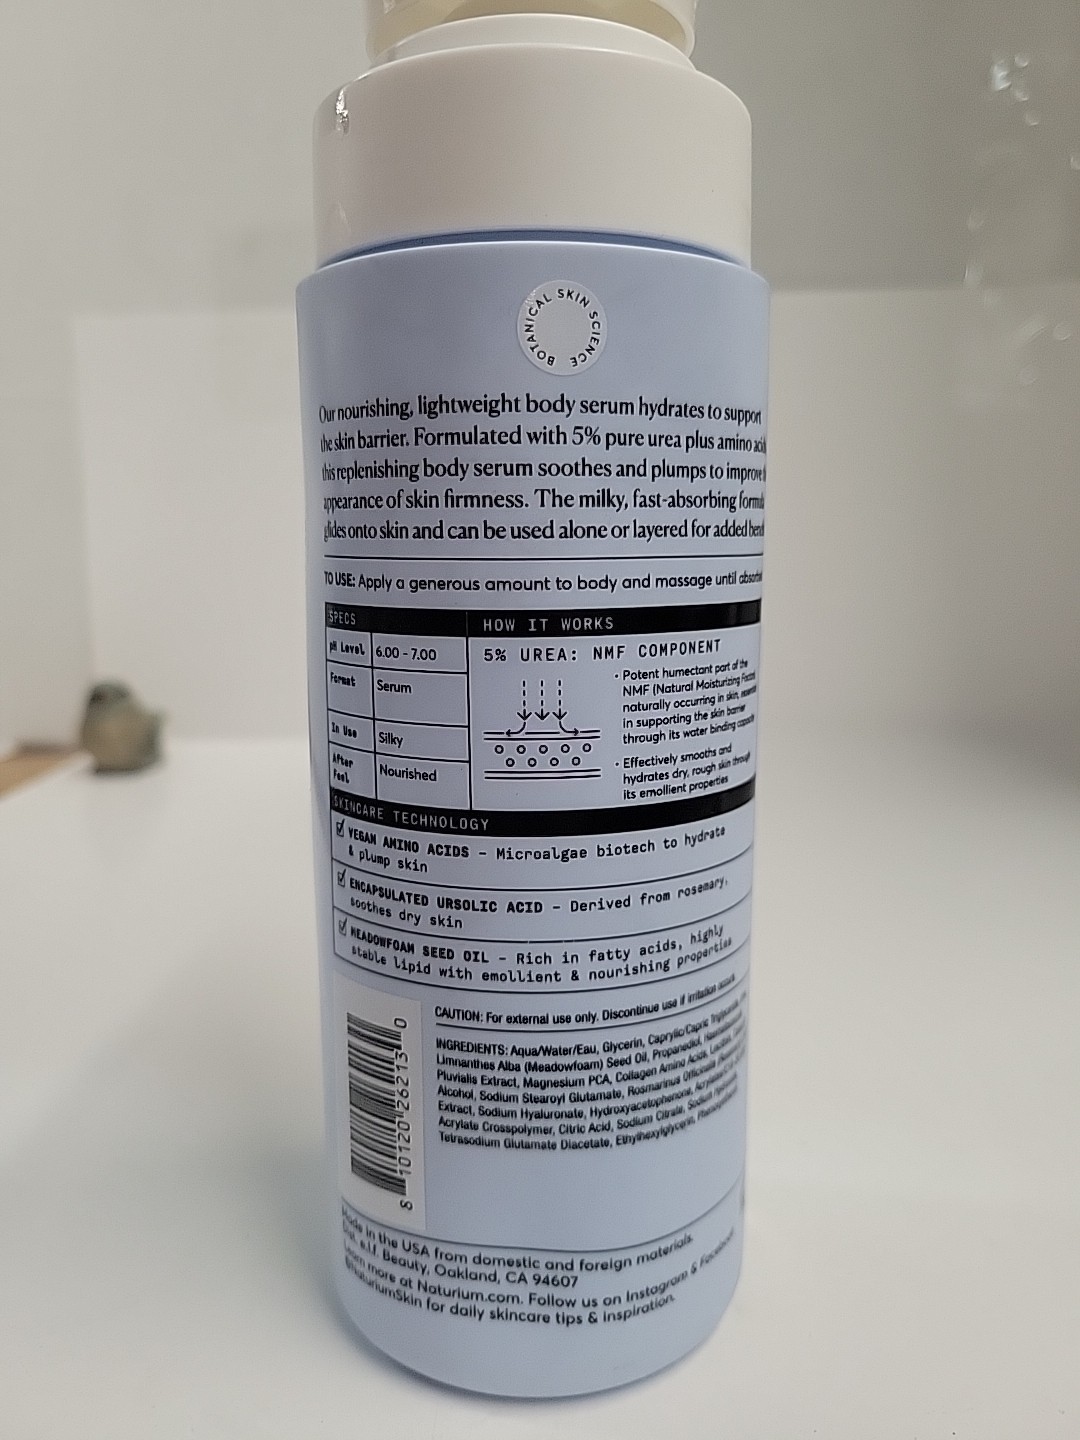 BOTANICAL SKIN SCIENCE
Our nourishing, lightweight body serum hydrates to support
the skin barrier. Formulated with 5% pure urea plus amino
this replenishing body serum soothes and plumps to improve
appearance of skin firmness. The milky, fast-absorbing
glides onto skin and can be used alone or layered for added
TO USE: Apply a generous amount to body and massage until
SPECS
pH Level 6.00 - 7.00
Format Serum
In Use Silky
After Feel Nourished
HOW IT WORKS
5% UREA: NMF COMPONENT
• Potent humectant part of the
NMF (Natural Moisturizing
naturally occurring in skin,
in supporting the skin barrier
through its water binding
• Effectively smooths and
hydrates dry, rough skin through
its emollient properties
SKINCARE TECHNOLOGY
VEGAN AMINO ACIDS – Microalgae biotech to hydrate
& plump skin
ENCAPSULATED URSOLIC ACID – Derived from rosemary,
soothes dry skin
MEADOWFOAM SEED OIL – Rich in fatty acids, highly
stable lipid with emollient & nourishing properties
8 10120 26213 0
CAUTION: For external use only. Discontinue use if irritation occurs.
INGREDIENTS: Aqua/Water/Eau, Glycerin, Caprylic/Capric
Limnanthes Alba (Meadowfoam) Seed Oil, Propanediol,
Pluvialis Extract, Magnesium PCA, Collagen Amino Acids,
Alcohol, Sodium Stearoyl Glutamate, Rosmarinus Officinalis
Extract, Sodium Hyaluronate, Hydroxyacetophenone,
Acrylate Crosspolymer, Citric Acid, Sodium Citrate,
Tetrasodium Glutamate Diacetate, Ethylhexylglycerin,
Made in the USA from domestic and foreign materials.
Dist. e.l.f. Beauty, Oakland, CA 94607
Learn more at Naturium.com. Follow us on Instagram & Facebook
@NaturiumSkin for daily skincare tips & inspiration.